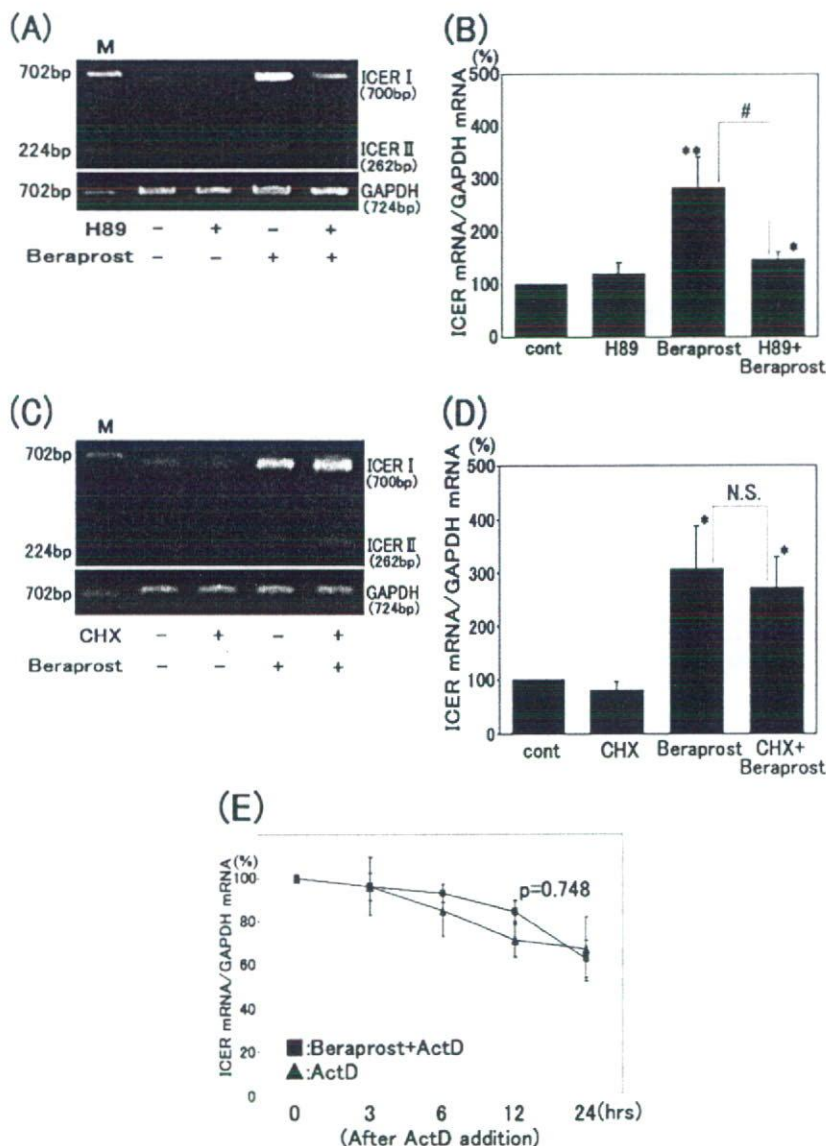 (A)
M
702bp
ICER I
(700bp)
224bp
ICER II
(262bp)
702bp
GAPDH
(724bp)
H89 - + - +
Beraprost - - + +
(B)
(%)
500
400
300
200
100
0
ICER mRNA/GAPDH mRNA
**
#
*
cont H89 Beraprost H89+
Beraprost
(C)
M
702bp
ICER I
(700bp)
224bp
ICER II
(262bp)
702bp
GAPDH
(724bp)
CHX - + - +
Beraprost - - + +
(D)
(%)
500
400
300
200
100
0
ICER mRNA/GAPDH mRNA
*
N.S.
*
cont CHX Beraprost CHX+
Beraprost
(E)
(%)
100
80
60
40
20
0
ICER mRNA/GAPDH mRNA
p=0.748
■:Beraprost+ActD
▲:ActD
0 3 6 12 24(hrs)
(After ActD addition)